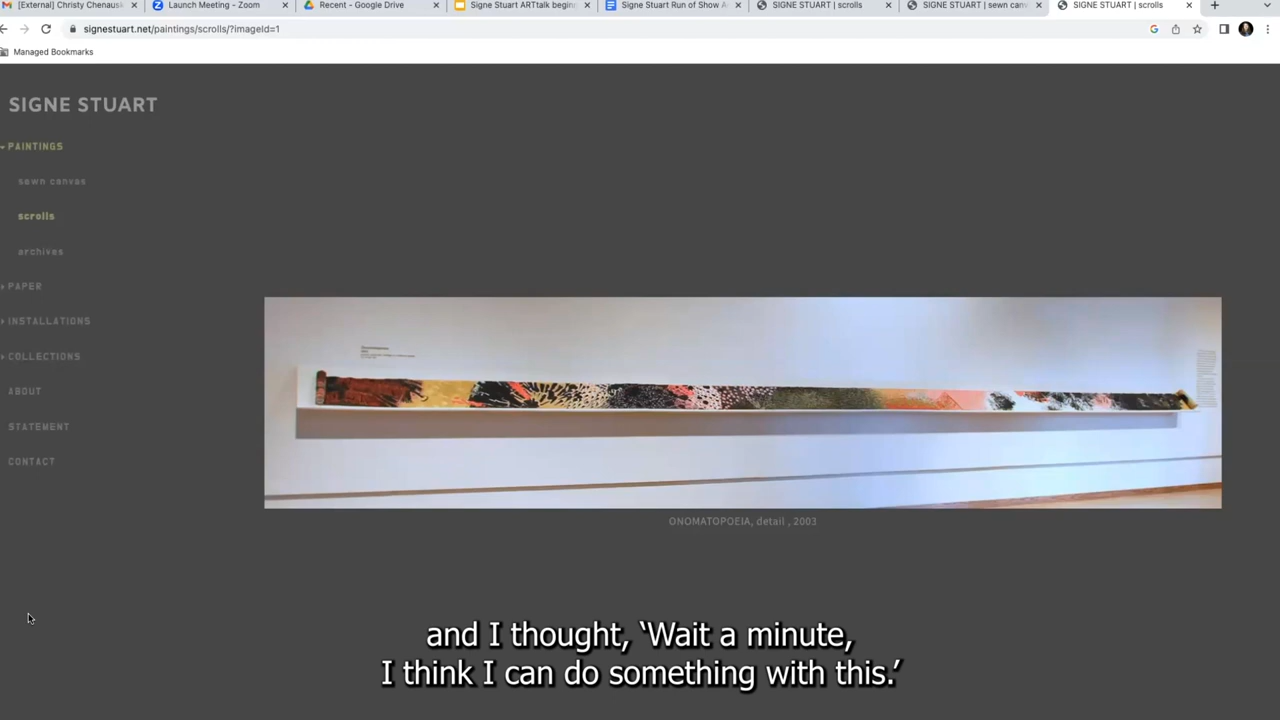 [External] Christy Chenausk
Launch Meeting - Zoom
Recent - Google Drive
Signe Stuart ARTtalk begin
Signe Stuart Run of Show A
SIGNE STUART | scrolls
SIGNE STUART | sewn canv
SIGNE STUART | scrolls
signestuart.net/paintings/scrolls/?imageId=1
Managed Bookmarks
SIGNE STUART
PAINTINGS
sewn canvas
scrolls
archives
PAPER
INSTALLATIONS
COLLECTIONS
ABOUT
STATEMENT
CONTACT
ONOMATOPOEIA, detail , 2003
and I thought, ‘Wait a minute,
I think I can do something with this.’